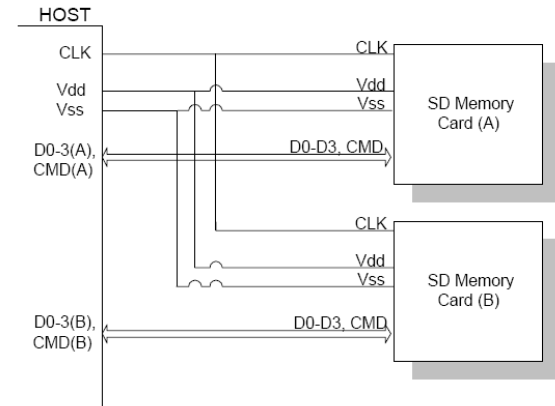 HOST
CLK
CLK
Vdd
Vdd
Vss
Vss
SD Memory
Card (A)
D0-3(A),
CMD(A)
D0-D3, CMD
CLK
Vdd
Vss
SD Memory
Card (B)
D0-3(B),
CMD(B)
D0-D3, CMD